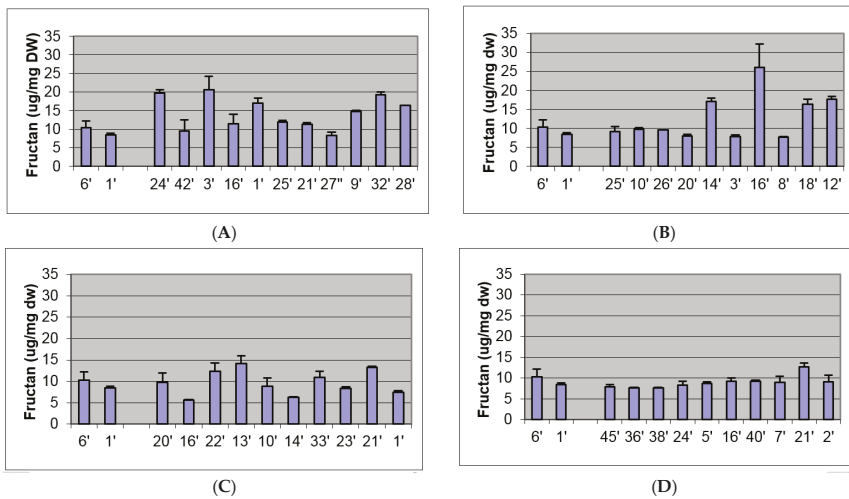 Fructan (ug/mg DW)
35
30
25
20
15
10
5
0
6' 1' 24' 42' 3' 16' 1' 25' 21' 27" 9' 32' 28'
(A)
Fructan (ug/mg dw)
35
30
25
20
15
10
5
0
6' 1' 25' 10' 26' 20' 14' 3' 16' 8' 18' 12'
(B)
Fructan (ug/mg dw)
35
30
25
20
15
10
5
0
6' 1' 20' 16' 22' 13' 10' 14' 33' 23' 21' 1'
(C)
Fructan (ug/mg dw)
35
30
25
20
15
10
5
0
6' 1' 45' 36' 38' 24' 5' 16' 40' 7' 21' 2'
(D)